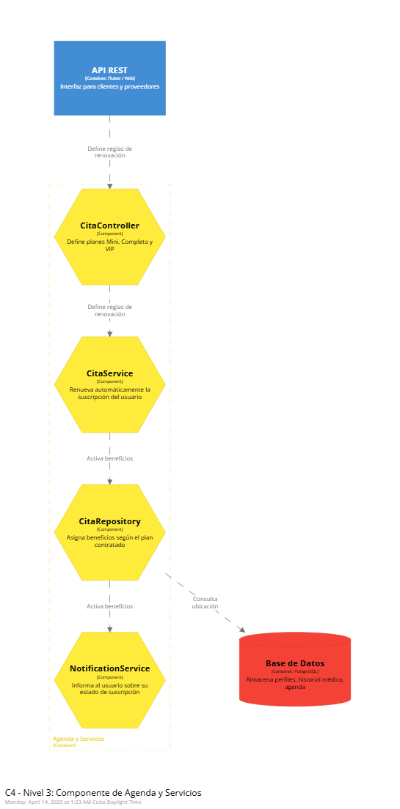 API REST
[Container: Flutter / Web]
Interfaz para clientes y proveedores
Define reglas de
renovación
CitaController
[Component]
Define planes Mini, Completo y
VIP
Define reglas de
renovación
CitaService
[Component]
Renueva automáticamente la
suscripción del usuario
Activa beneficios
CitaRepository
[Component]
Asigna beneficios según el plan
contratado
Consulta
ubicación
Activa beneficios
NotificationService
[Component]
Informa al usuario sobre su
estado de suscripción
Base de Datos
[Container: PostgreSQL]
Almacena perfiles, historial médico,
agenda
Agenda y Servicios
[Container]
C4 - Nivel 3: Componente de Agenda y Servicios
Monday, April 14, 2025 at 1:23 AM Cuba Daylight Time